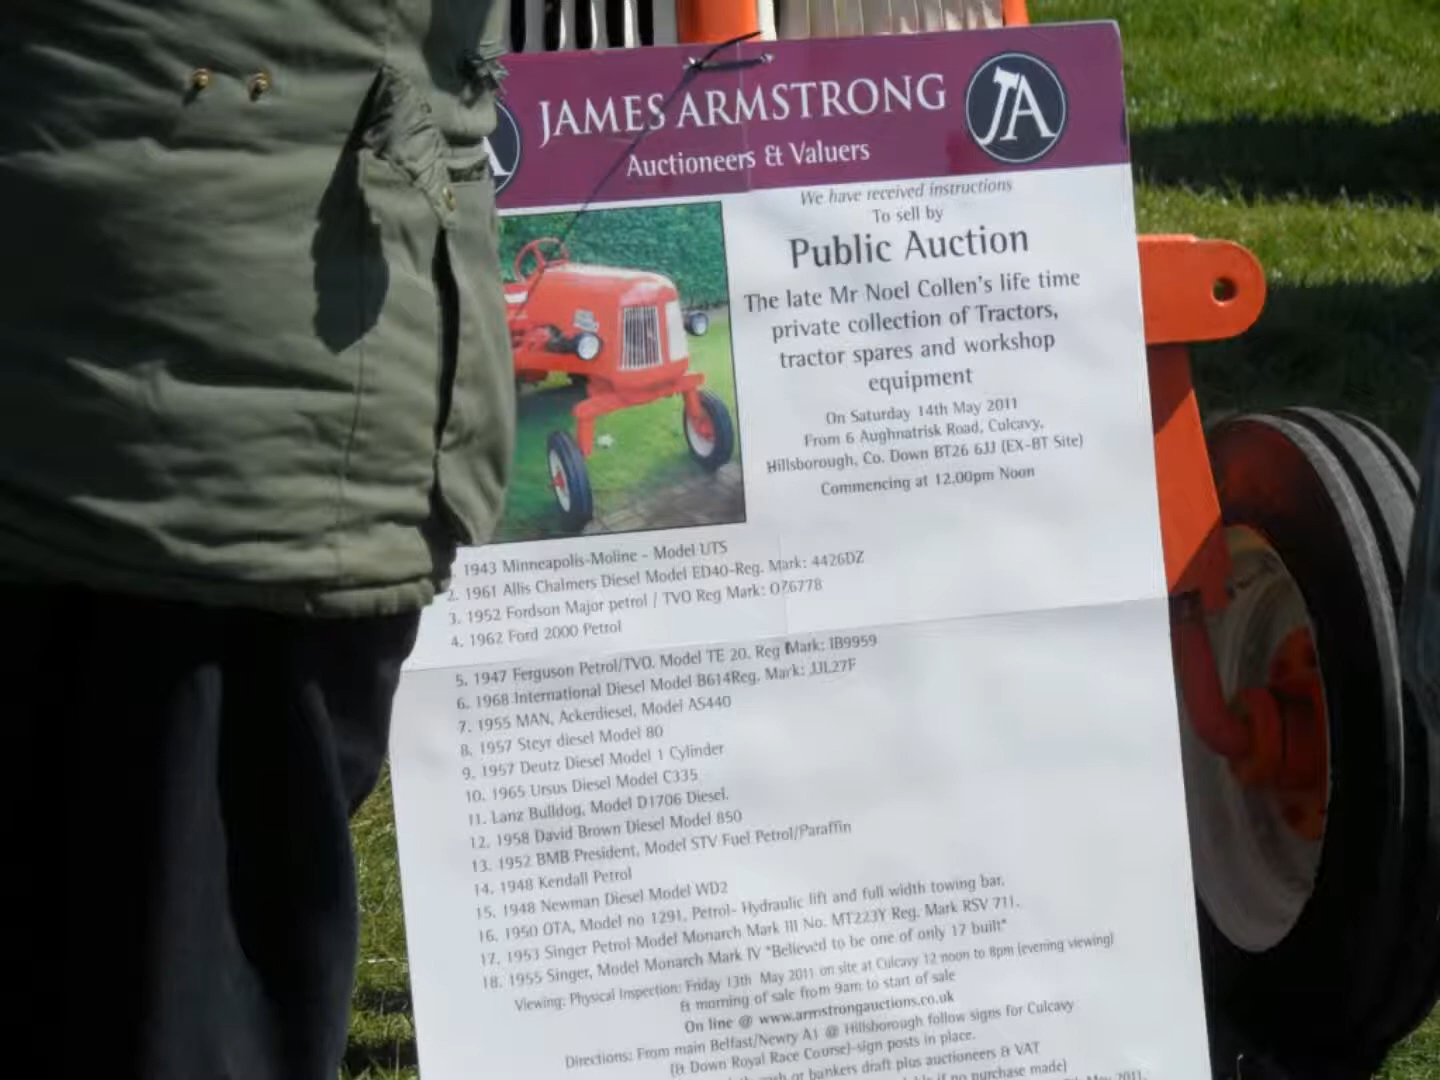 JAMES ARMSTRONG
JA
A
Auctioneers & Valuers
We have received instructions
To sell by
Public Auction
The late Mr Noel Collen's life time
private collection of Tractors,
tractor spares and workshop
equipment
On Saturday 14th May 2011
From 6 Aughnatrisk Road, Culcavy,
Hillsborough, Co. Down BT26 6JJ (EX-BT Site)
Commencing at 12.00pm Noon
1943 Minneapolis-Moline - Model UTS
2. 1961 Allis Chalmers Diesel Model ED40-Reg. Mark: 4426DZ
3. 1952 Fordson Major petrol / TVO Reg Mark: OZ6778
4. 1962 Ford 2000 Petrol
5. 1947 Ferguson Petrol/TVO. Model TE 20. Reg Mark: IB9959
6. 1968 International Diesel Model B614Reg. Mark: JJL27F
7. 1955 MAN, Ackerdiesel, Model AS440
8. 1957 Steyr diesel Model 80
9. 1957 Deutz Diesel Model 1 Cylinder
10. 1965 Ursus Diesel Model C335
11. Lanz Bulldog, Model D1706 Diesel.
12. 1958 David Brown Diesel Model 850
13. 1952 BMB President, Model STV Fuel Petrol/Paraffin
14. 1948 Kendall Petrol
15. 1948 Newman Diesel Model WD2
16. 1950 OTA, Model no 1291, Petrol- Hydraulic lift and full width towing bar.
17. 1953 Singer Petrol Model Monarch Mark III No. MT223Y Reg. Mark RSV 711.
18. 1955 Singer, Model Monarch Mark IV "Believed to be one of only 17 built"
Viewing: Physical Inspection: Friday 13th May 2011 on site at Culcavy 12 noon to 8pm (evening viewing)
& morning of sale from 9am to start of sale
On line @ www.armstrongauctions.co.uk
Directions: From main Belfast/Newry A1 @ Hillsborough follow signs for Culcavy
(& Down Royal Race Course)-sign posts in place.
cash or bankers draft plus auctioneers & VAT
if no purchase made)
May 2011.